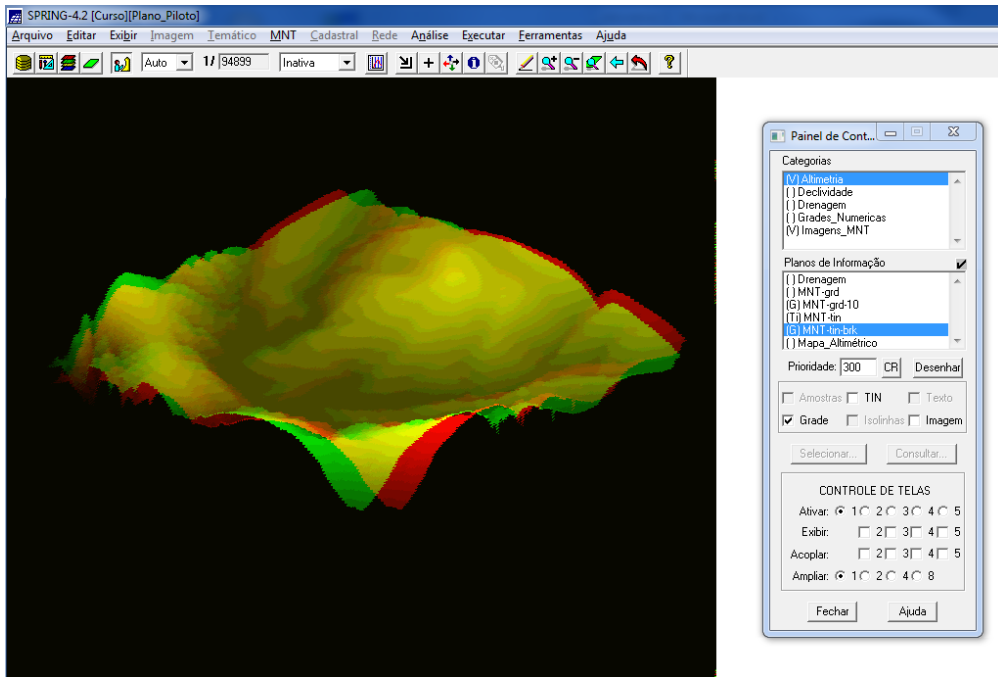 SPRING-4.2 [Curso][Plano_Piloto]
Arquivo Editar Exibir Imagem Temático MNT Cadastral Rede Análise Executar Ferramentas Ajuda
Auto 1/ 94899 Inativa
Painel de Cont...
Categorias
(V) Altimetria
( ) Declividade
( ) Drenagem
( ) Grades_Numericas
(V) Imagens_MNT
Planos de Informação
( ) Drenagem
( ) MNT-grd
(G) MNT-grd-10
(Ti) MNT-tin
(G) MNT-tin-brk
( ) Mapa_Altimétrico
Prioridade: 300 CR Desenhar
Amostras TIN Texto
Grade Isolinhas Imagem
Selecionar... Consultar...
CONTROLE DE TELAS
Ativar: 1 2 3 4 5
Exibir: 2 3 4 5
Acoplar: 2 3 4 5
Ampliar: 1 2 4 8
Fechar Ajuda